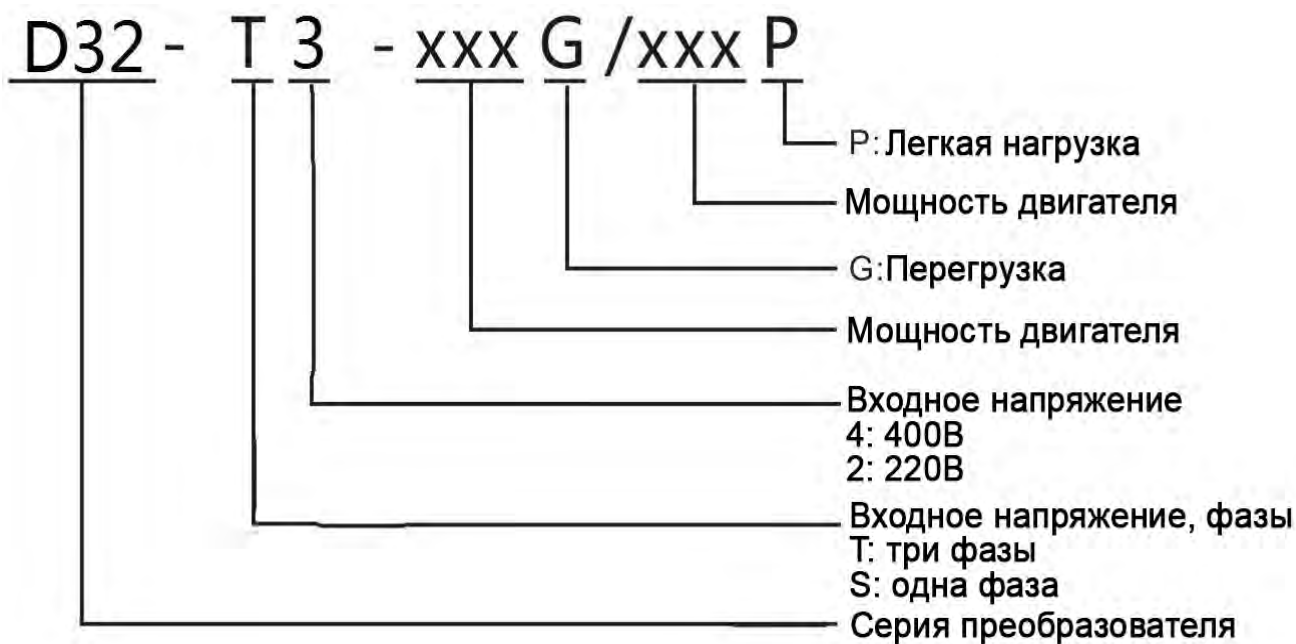 D32 - T 3 - xxx G / xxx P
P: Легкая нагрузка
Мощность двигателя
G: Перегрузка
Мощность двигателя
Входное напряжение
4: 400В
2: 220В
Входное напряжение, фазы
T: три фазы
S: одна фаза
Серия преобразователя